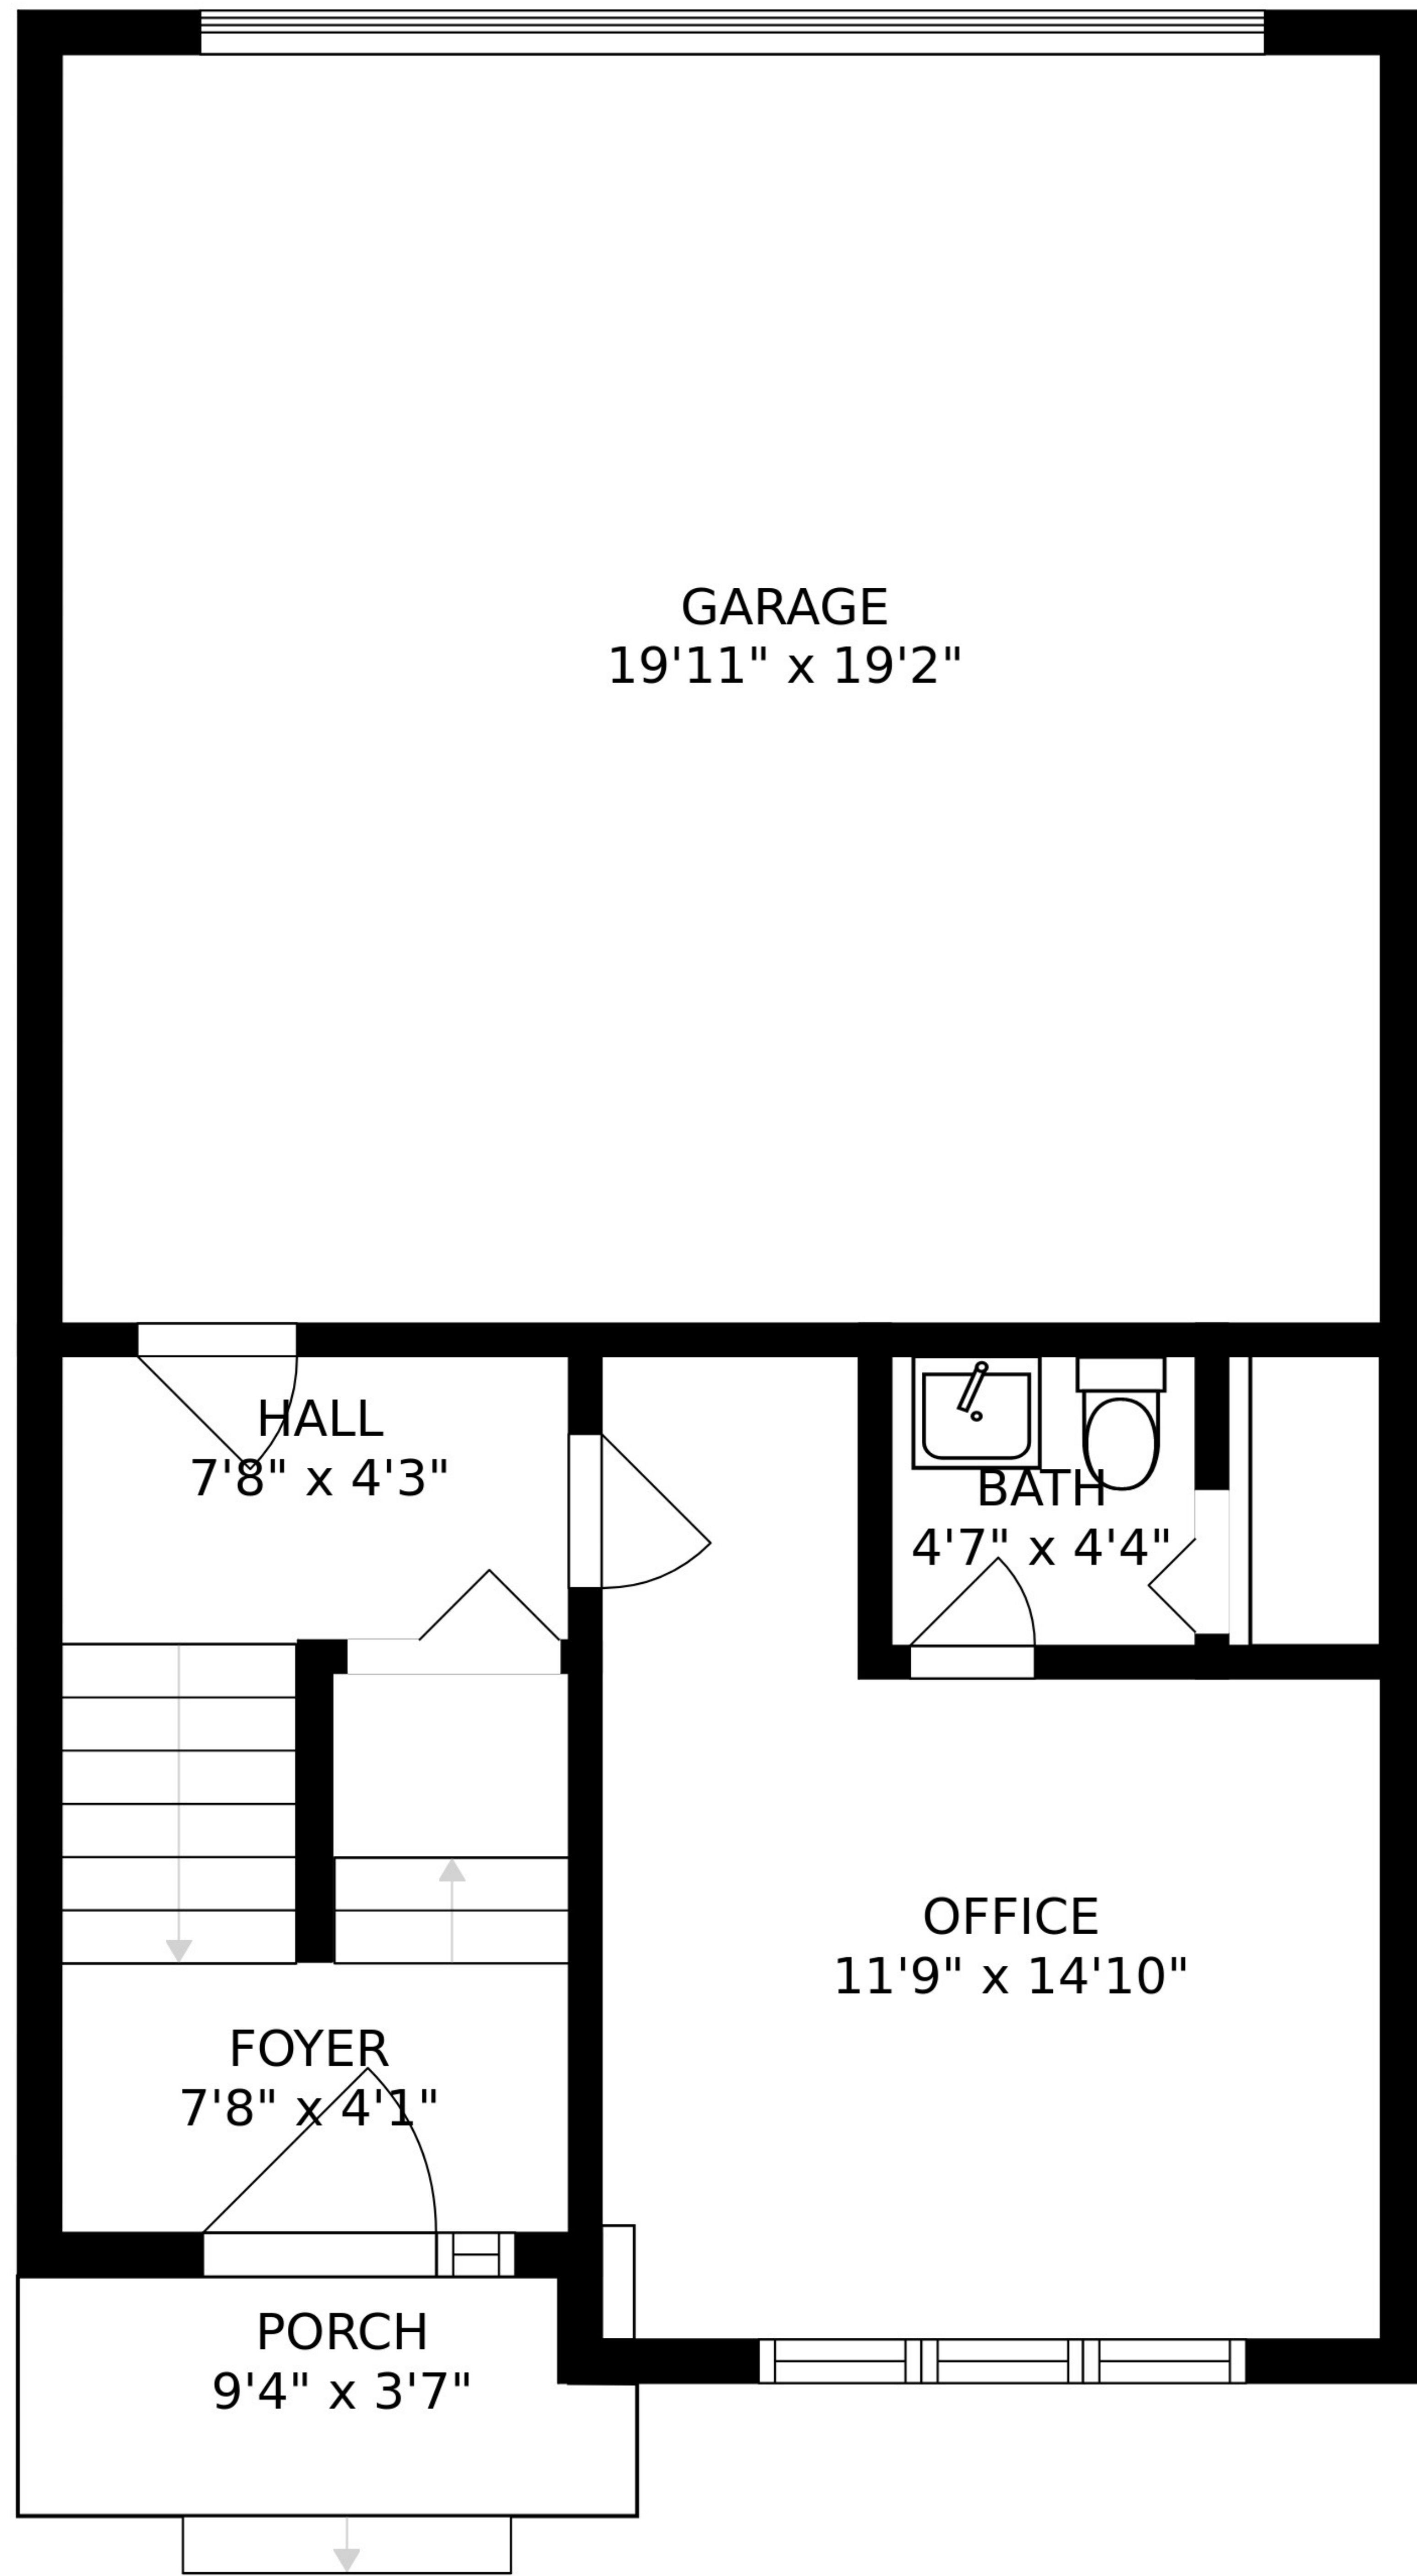 GARAGE
19'11" x 19'2"
HALL
7'8" x 4'3"
BATH
4'7" x 4'4"
OFFICE
11'9" x 14'10"
FOYER
7'8" x 4'1"
PORCH
9'4" x 3'7"